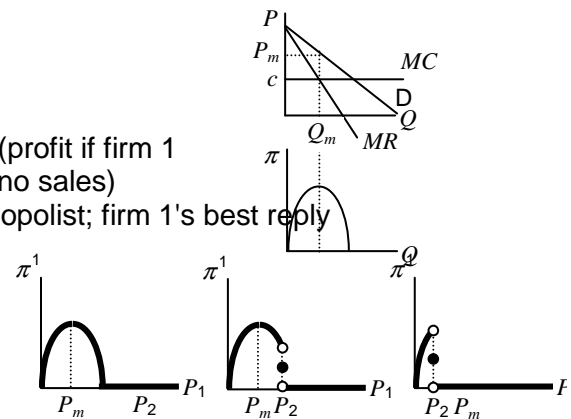 P
P_m
MC
c
D
Q
Q_m
MR
(profit if firm 1
π
no sales)
opolist; firm 1's best reply
Q
π¹
π¹
π¹
P₁
P₁
P
P_m
P₂
P_m P₂
P₂ P_m